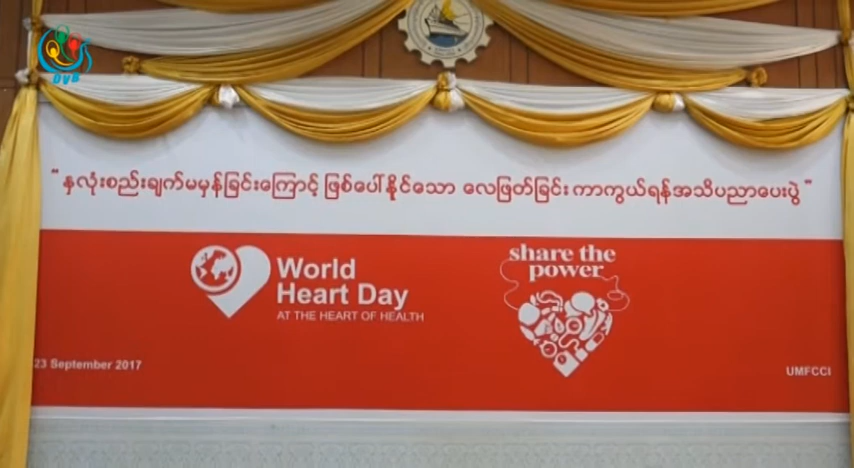 DVB
"နှလုံးစည်းချက်မမှန်ခြင်းကြောင့် ဖြစ်ပေါ်နိုင်သော လေဖြတ်ခြင်း ကာကွယ်ရန်အသိပညာပေးပွဲ"
World
Heart Day
AT THE HEART OF HEALTH
share the
power
23 September 2017
UMFCCI